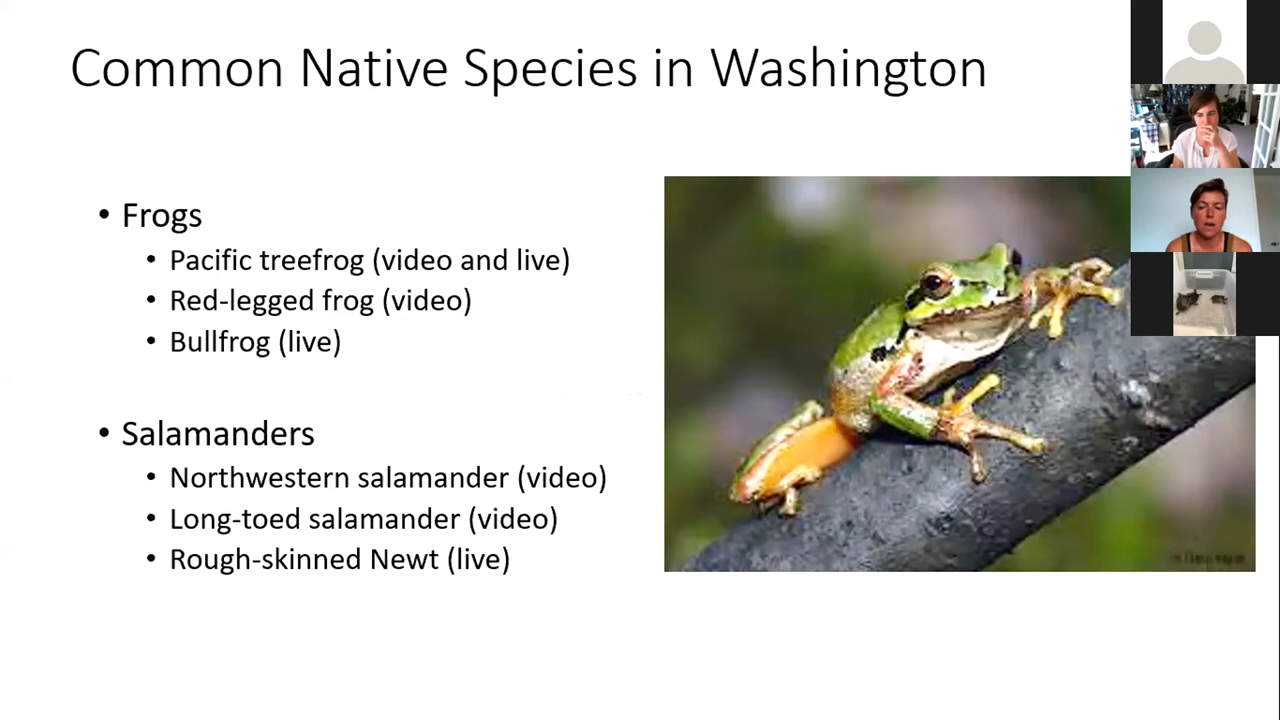 Common Native Species in Washington
• Frogs
• Pacific treefrog (video and live)
• Red-legged frog (video)
• Bullfrog (live)
• Salamanders
• Northwestern salamander (video)
• Long-toed salamander (video)
• Rough-skinned Newt (live)